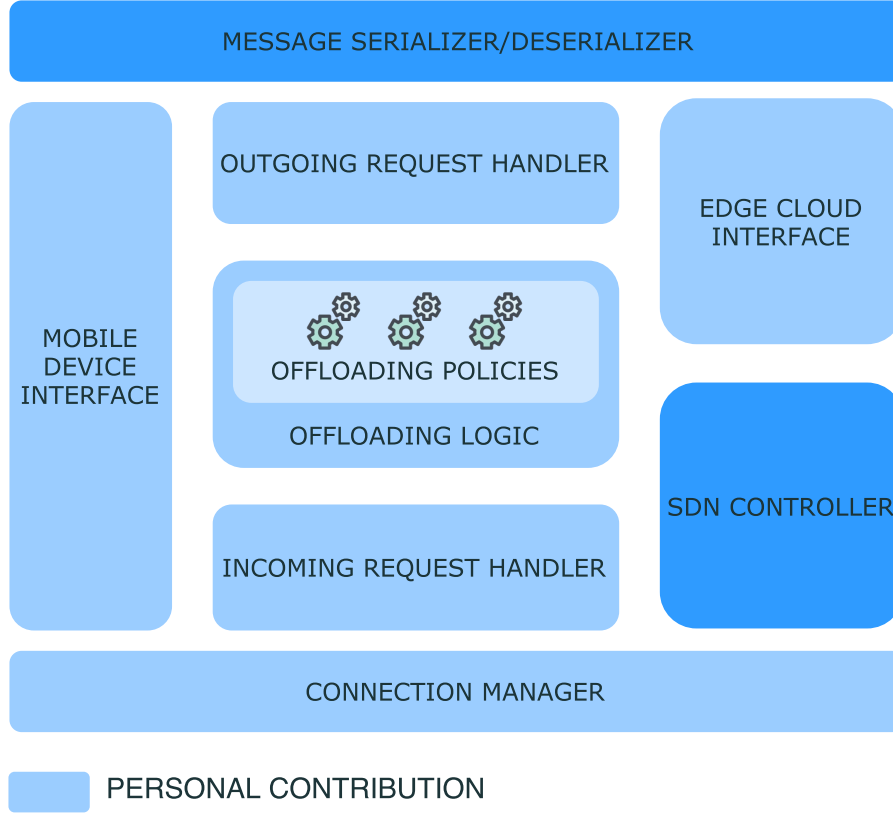 MESSAGE SERIALIZER/DESERIALIZER
OUTGOING REQUEST HANDLER
EDGE CLOUD
INTERFACE
MOBILE
DEVICE
INTERFACE
OFFLOADING POLICIES
OFFLOADING LOGIC
SDN CONTROLLER
INCOMING REQUEST HANDLER
CONNECTION MANAGER
PERSONAL CONTRIBUTION